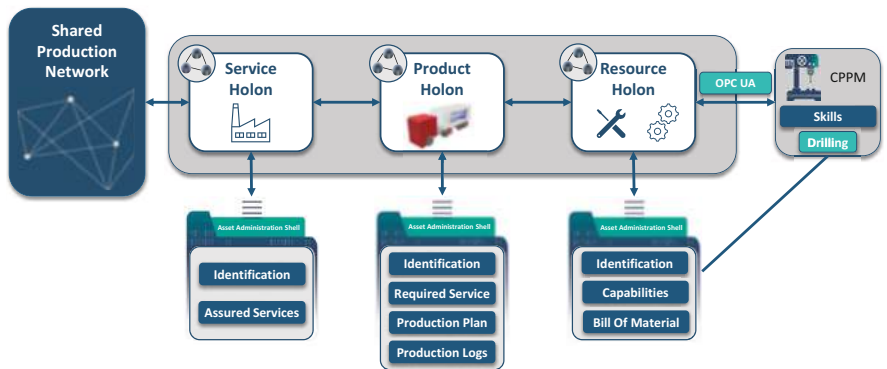 Shared
Production
Network
Service
Holon
Product
Holon
Resource
Holon
OPC UA
CPPM
Skills
Drilling
Asset Administration Shell
Identification
Assured Services
Asset Administration Shell
Identification
Required Service
Production Plan
Production Logs
Asset Administration Shell
Identification
Capabilities
Bill Of Material